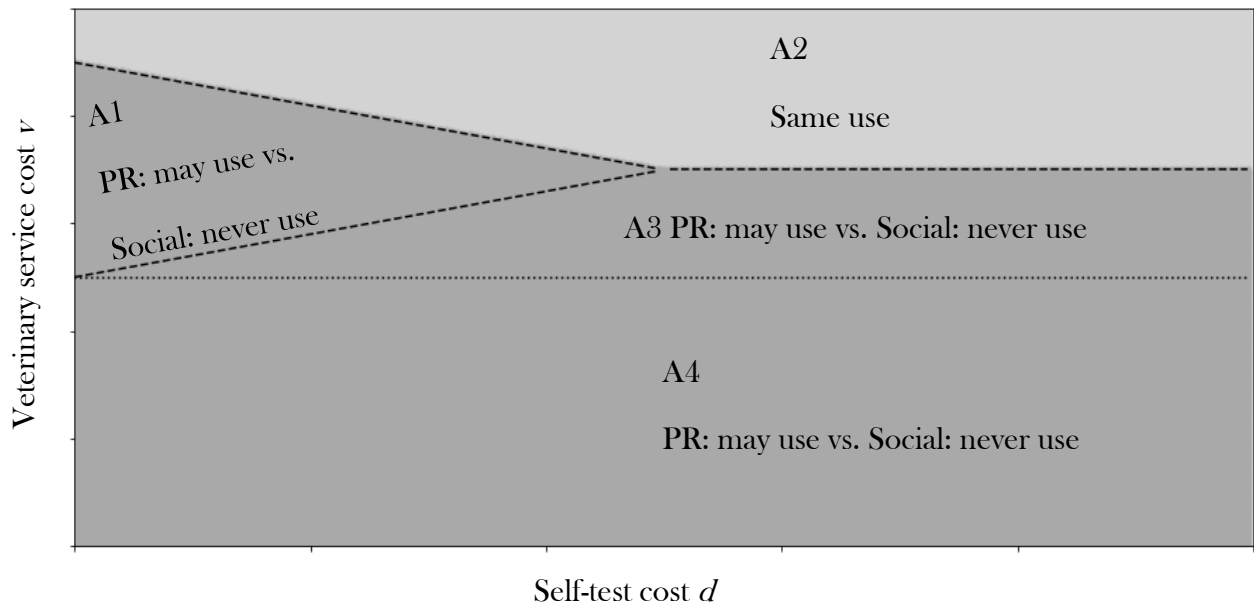 A2
Same use
A1
PR: may use vs.
Social: never use
A3 PR: may use vs. Social: never use
A4
PR: may use vs. Social: never use
Veterinary service cost v
Self-test cost d